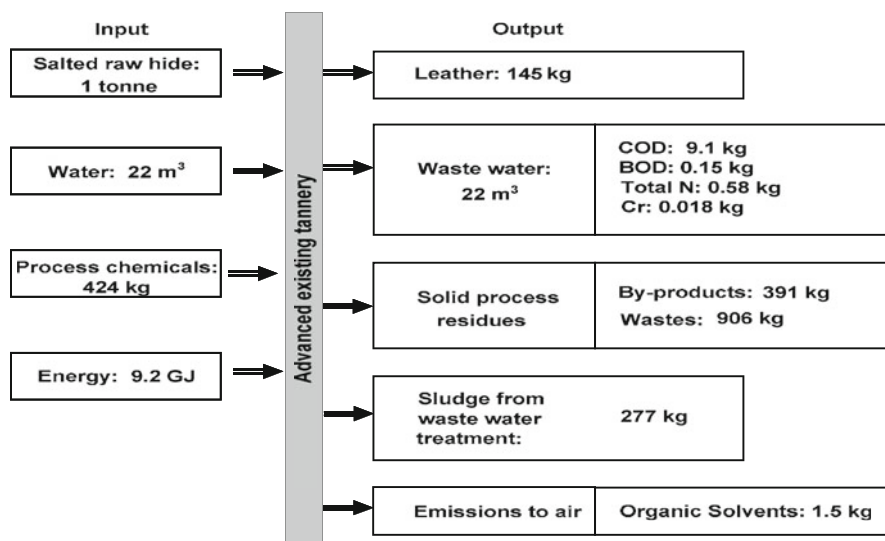 Input
Output
Salted raw hide:
1 tonne
Water: 22 m³
Process chemicals:
424 kg
Energy: 9.2 GJ
Advanced existing tannery
Leather: 145 kg
Waste water:
22 m³
COD: 9.1 kg
BOD: 0.15 kg
Total N: 0.58 kg
Cr: 0.018 kg
Solid process
residues
By-products: 391 kg
Wastes: 906 kg
Sludge from
waste water
treatment:
277 kg
Emissions to air
Organic Solvents: 1.5 kg